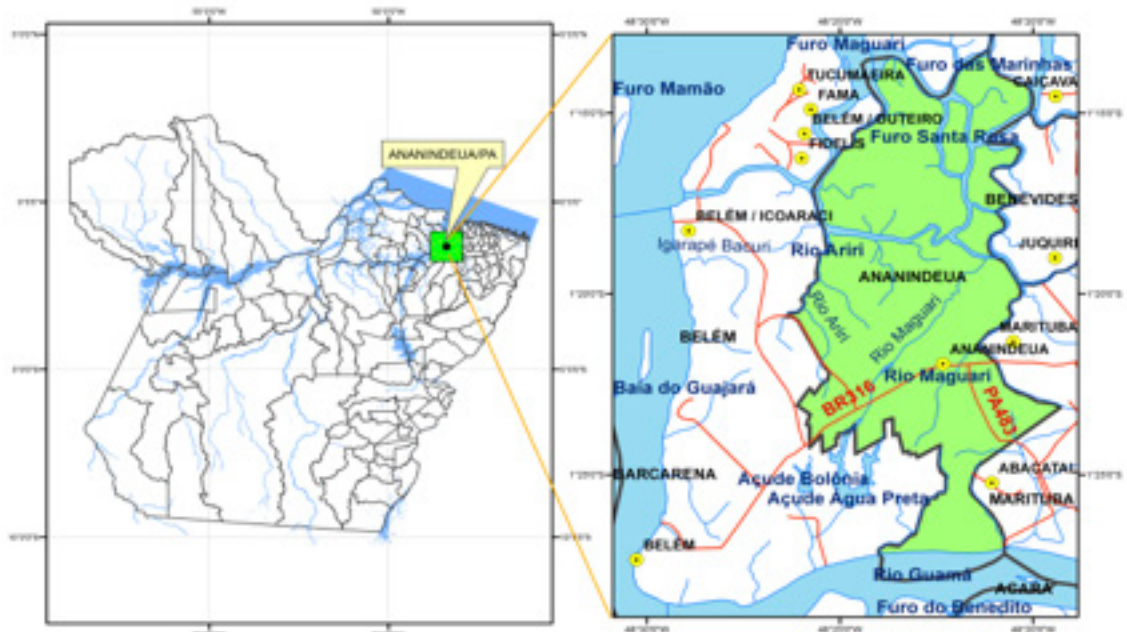 ANANINDEUA/PA
Furo Maguari
Furo das Marinhas
TUCUMAEIRA
CAIÇAVA
Furo Mamão
FAMA
BELÉM / OUTEIRO
Furo Santa Rosa
FIDELIS
BENEVIDES
BELÉM / ICOARACI
Igarapé Bacuri
Rio Ariri
JUQUIRI
ANANINDEUA
Rio Ariri
Rio Maguari
MARITUBA
BELÉM
ANANINDEUA
Rio Maguari
Baía do Guajará
BR316
PA483
BARCARENA
Açude Bolônia
ABACATAL
Açude Água Preta
MARITUBA
BELÉM
Rio Guamá
ACARÁ
Furo do Benedito